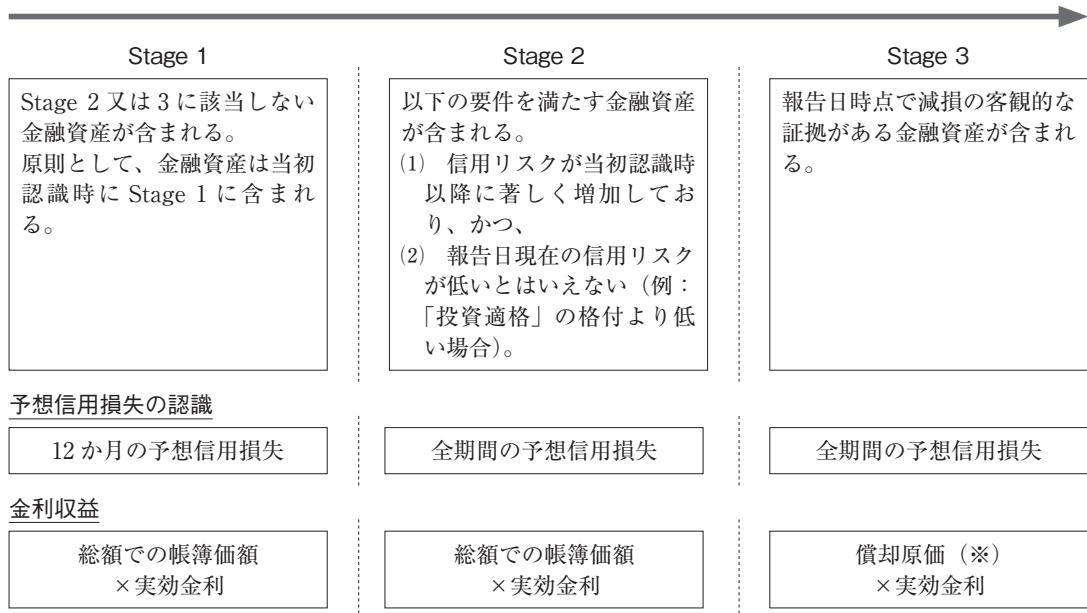 Stage 1
Stage 2 又は 3 に該当しない
金融資産が含まれる。
原則として、金融資産は当初
認識時に Stage 1 に含まれ
る。
Stage 2
以下の要件を満たす金融資産
が含まれる。
⑴ 信用リスクが当初認識時
以降に著しく増加してお
り、かつ、
⑵ 報告日現在の信用リスク
が低いとはいえない（例：
「投資適格」の格付より低
い場合）。
Stage 3
報告日時点で減損の客観的な
証拠がある金融資産が含まれ
る。
予想信用損失の認識
12 か月の予想信用損失
全期間の予想信用損失
全期間の予想信用損失
金利収益
総額での帳簿価額
×実効金利
総額での帳簿価額
×実効金利
償却原価（※）
×実効金利